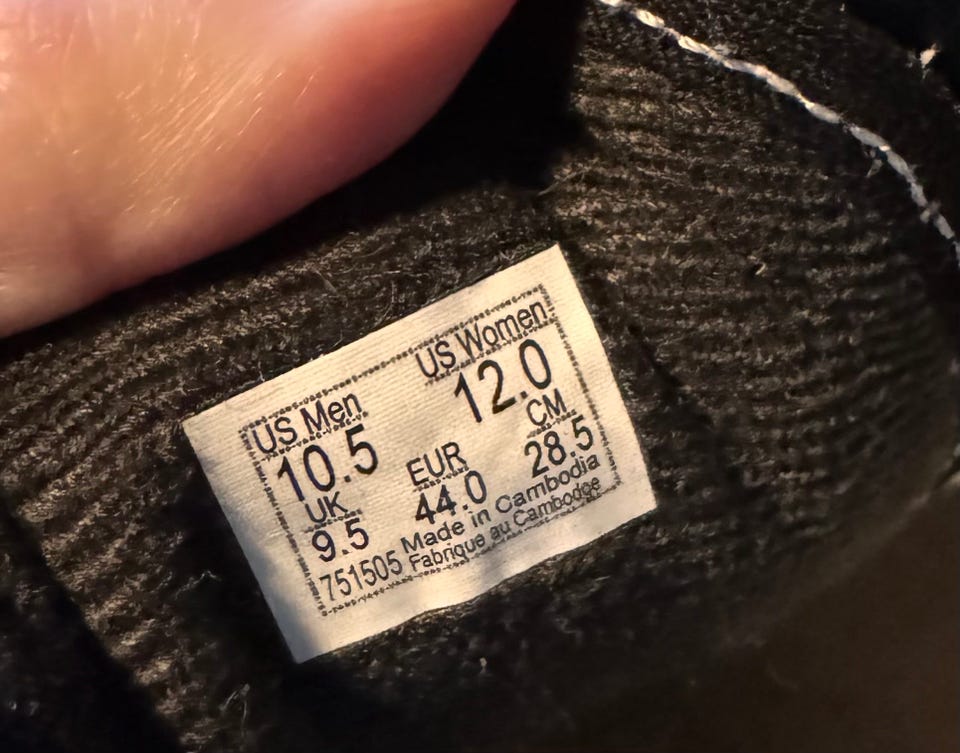 US Men US Women
10.5 12.0
UK EUR CM
9.5 44.0 28.5
751505 Made in Cambodia
Fabrique au Cambodge